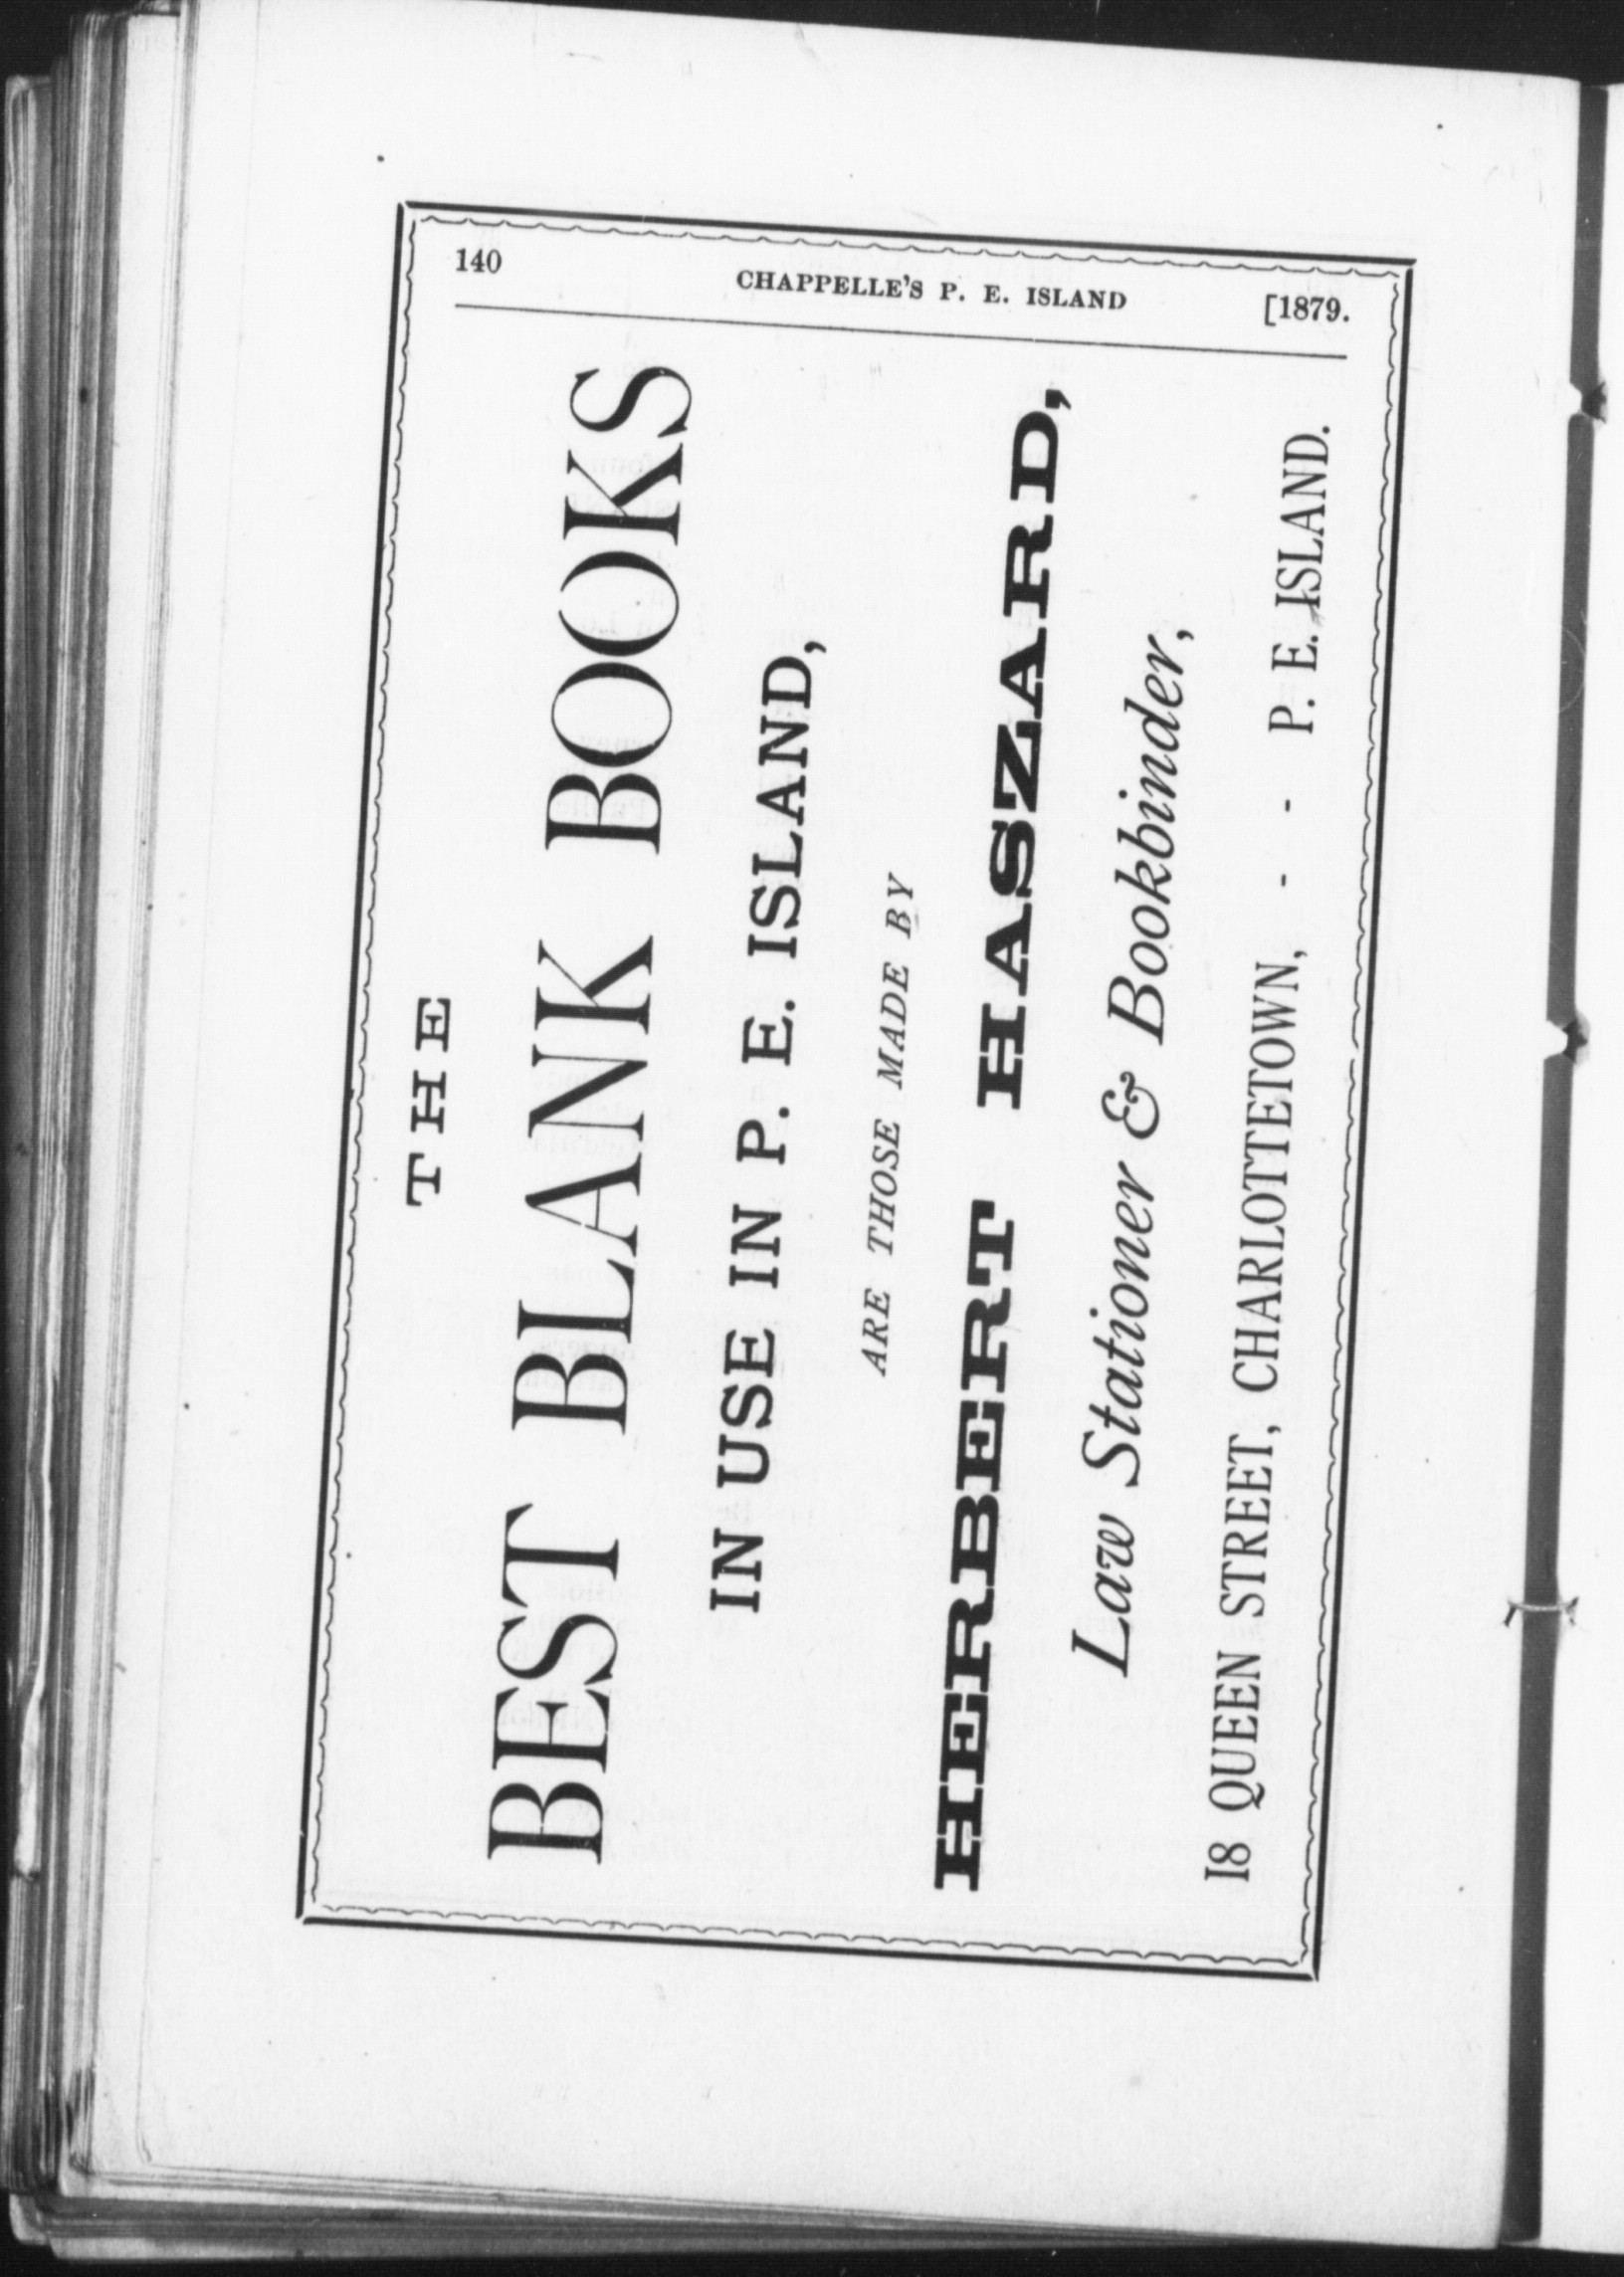 140 CHAPPELLE'S P. E. ISLAND [1879.
THE
BEST BLANK BOOKS
IN USE IN P. E. ISLAND,
ARE THOSE MADE BY
HERBERT HASZARD,
Law Stationer & Bookbinder,
18 QUEEN STREET, CHARLOTTETOWN, - - P. E. ISLAND.